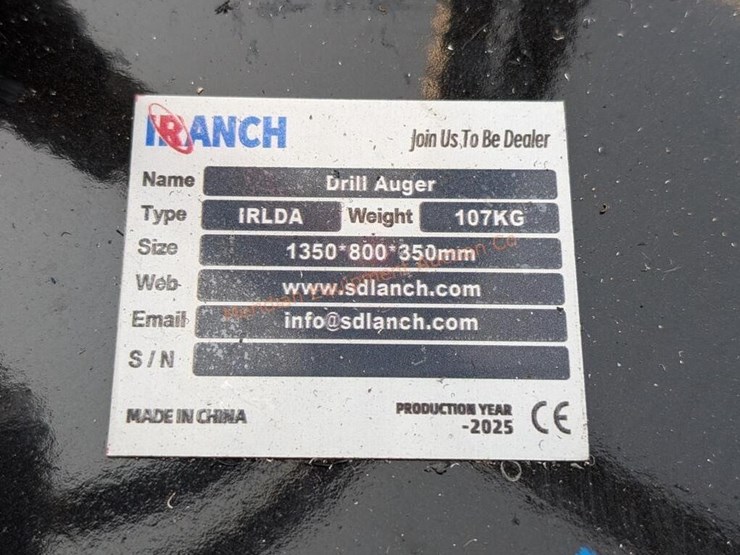 IRANCH
Join Us,To Be Dealer
Name Drill Auger
Type IRLDA Weight 107KG
Size 1350*800*350mm
Web www.sdlanch.com
Email info@sdlanch.com
S/N
MADE IN CHINA
PRODUCTION YEAR
-2025
CE